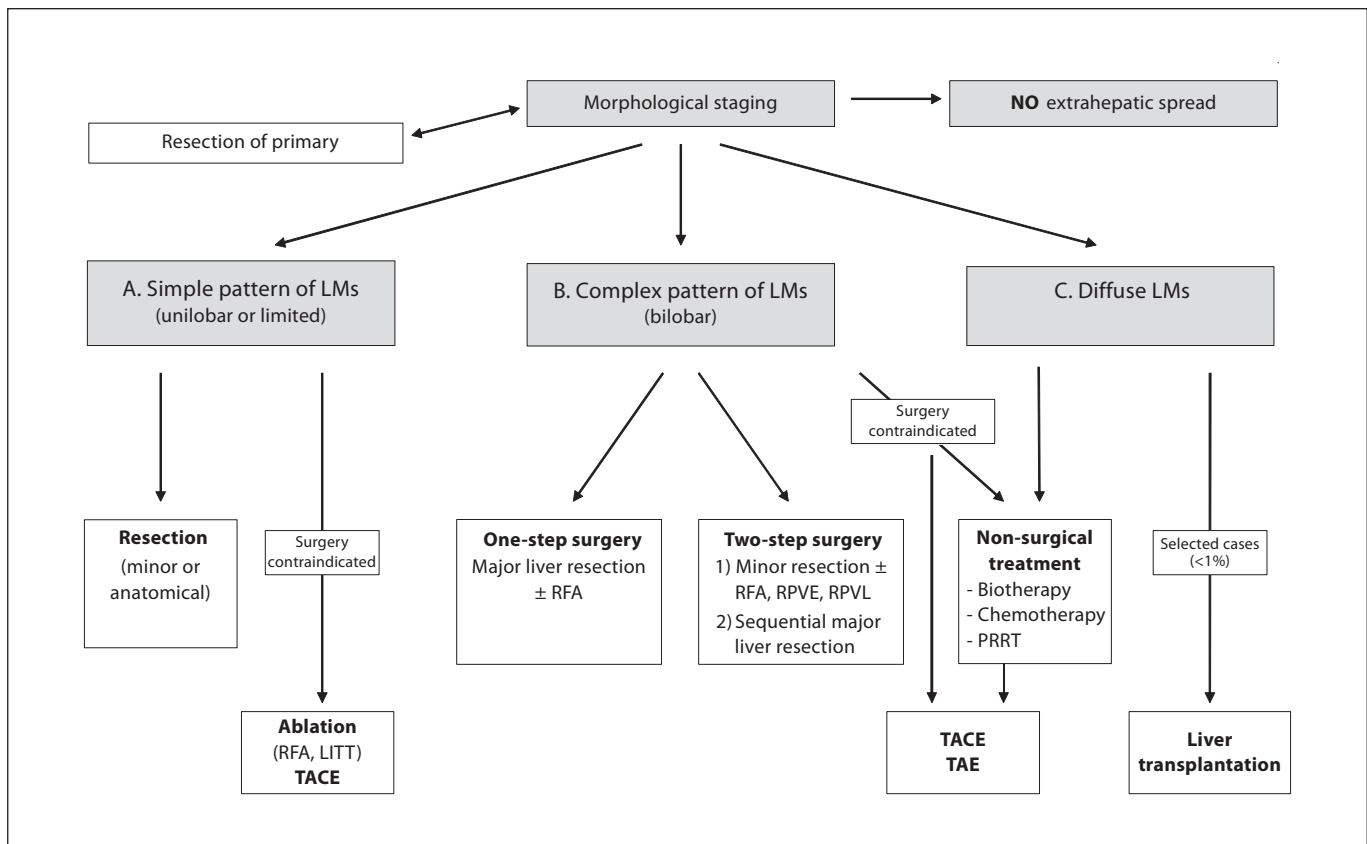 Morphological staging
NO extrahepatic spread
Resection of primary
A. Simple pattern of LMs
(unilobar or limited)
B. Complex pattern of LMs
(bilobar)
C. Diffuse LMs
Surgery
contraindicated
Resection
(minor or
anatomical)
Surgery
contraindicated
One-step surgery
Major liver resection
± RFA
Two-step surgery
1) Minor resection ±
RFA, RPVE, RPVL
2) Sequential major
liver resection
Non-surgical
treatment
- Biotherapy
- Chemotherapy
- PRRT
Selected cases
(<1%)
Ablation
(RFA, LITT)
TACE
TACE
TAE
Liver
transplantation